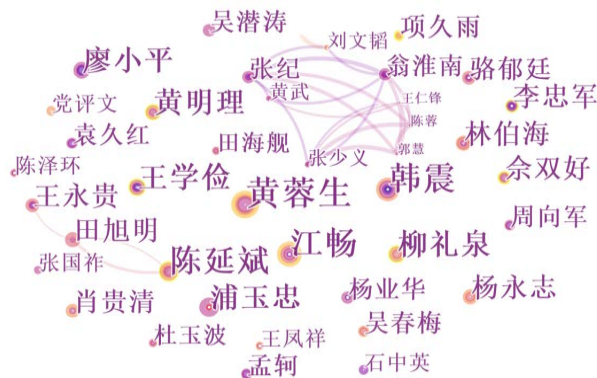 吴潜涛
项久雨
刘文韬
廖小平
张纪
翁淮南
骆郁廷
黄武
王仁锋
李忠军
党评文
黄明理
陈蓉
袁久红
田海舰
林伯海
郭慧
张少义
陈泽环
王学俭
黄蓉生
韩震
佘双好
王永贵
周向军
田旭明
江畅
柳礼泉
张国祚
陈延斌
肖贵清
浦玉忠
杨业华
杨永志
杜玉波
王凤祥
吴春梅
孟轲
石中英